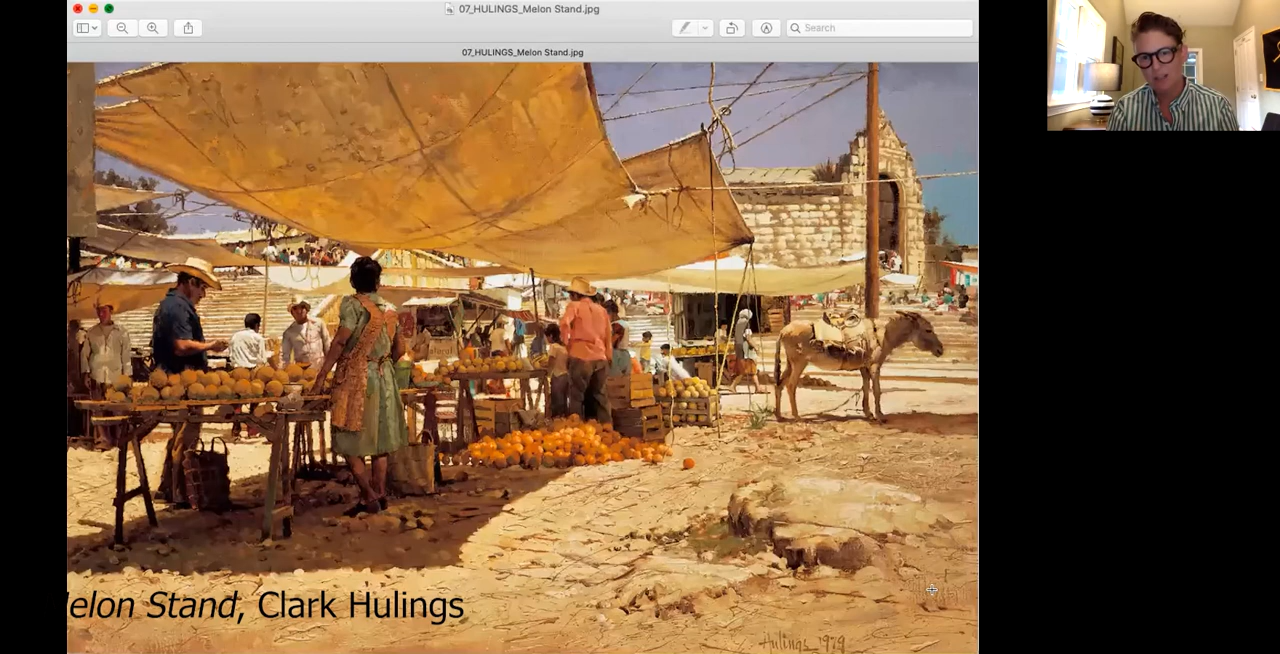 07_HULINGS_Melon Stand.jpg
Search
07_HULINGS_Melon Stand.jpg
elon Stand, Clark Hulings
Hulings 1979